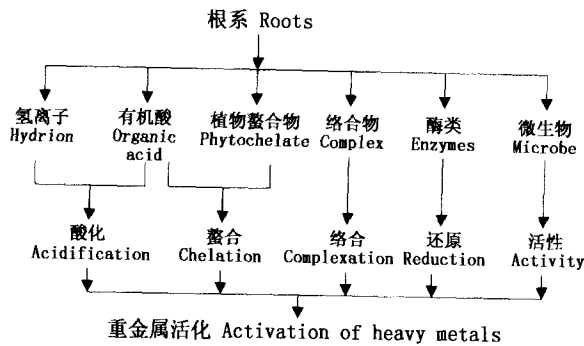 根系 Roots
氢离子 有机酸 植物螯合物 络合物 酶类 微生物
Hydrion Organic acid Phytochelate Complex Enzymes Microbe
酸化 螯合 络合 还原 活性
Acidification Chelation Complexation Reduction Activity
重金属活化 Activation of heavy metals